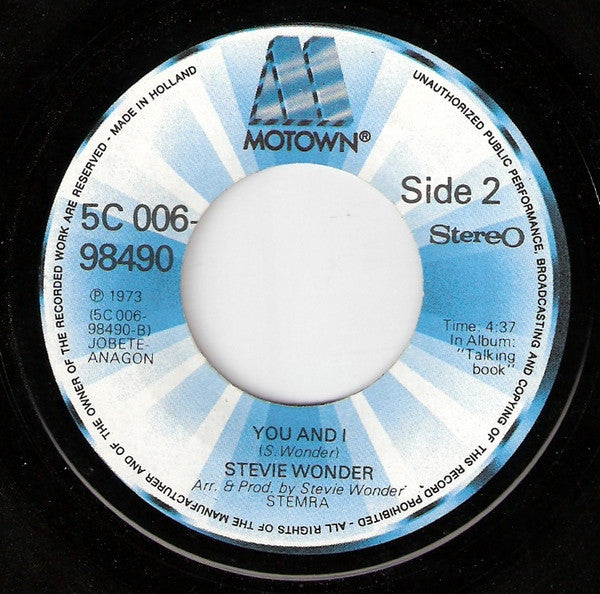 MOTOWN®
Side 2
StereO
5C 006-
98490
℗ 1973
(5C 006-
98490-B)
JOBETE-
ANAGON
Time: 4:37
In Album:
"Talking
book"
YOU AND I
(S. Wonder)
STEVIE WONDER
Arr. & Prod. by Stevie Wonder
STEMRA
UNAUTHORIZED PUBLIC PERFORMANCE, BROADCASTING AND COPYING OF THIS RECORD PROHIBITED - ALL RIGHTS OF THE MANUFACTURER AND OF THE OWNER OF THE RECORDED WORK ARE RESERVED - MADE IN HOLLAND